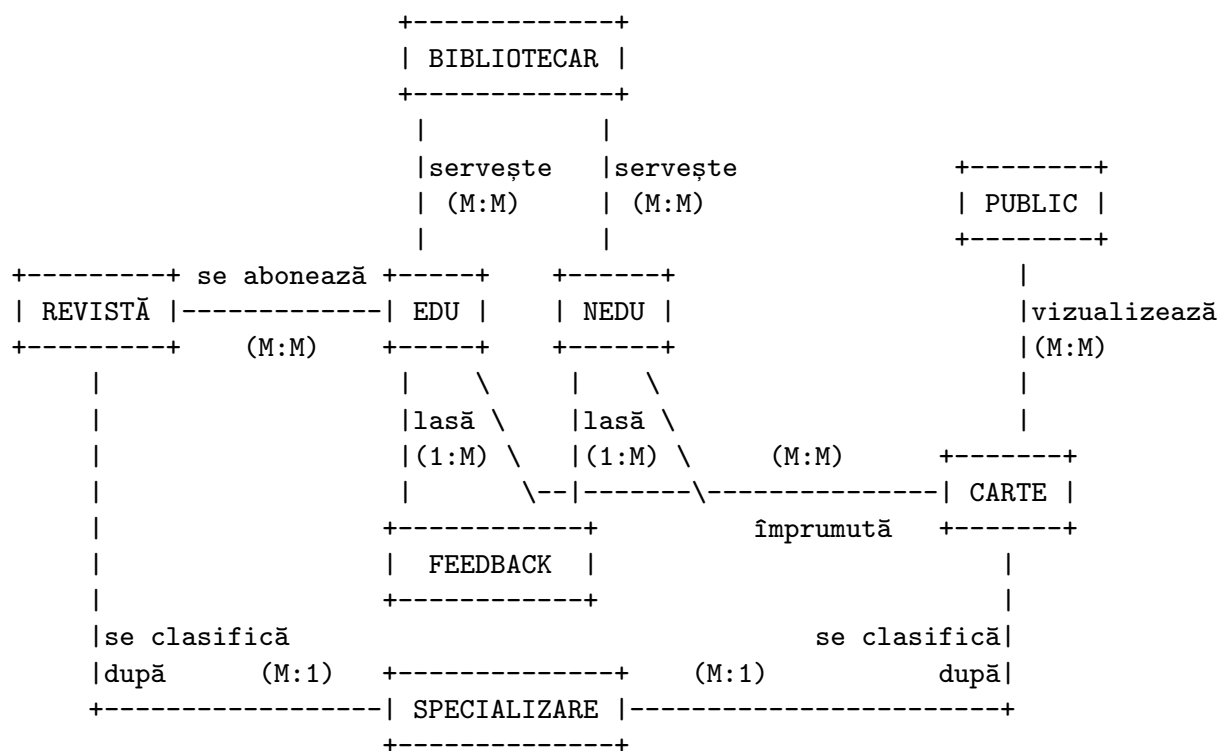 BIBLIOTECAR
servește servește
(M:M) (M:M) PUBLIC
se abonează
REVISTĂ EDU NEDU vizualizează
(M:M) (M:M)
lasă lasă
(1:M) (1:M) (M:M)
CARTE
împrumută
FEEDBACK
se clasifică se clasifică
după (M:1) (M:1) după
SPECIALIZARE